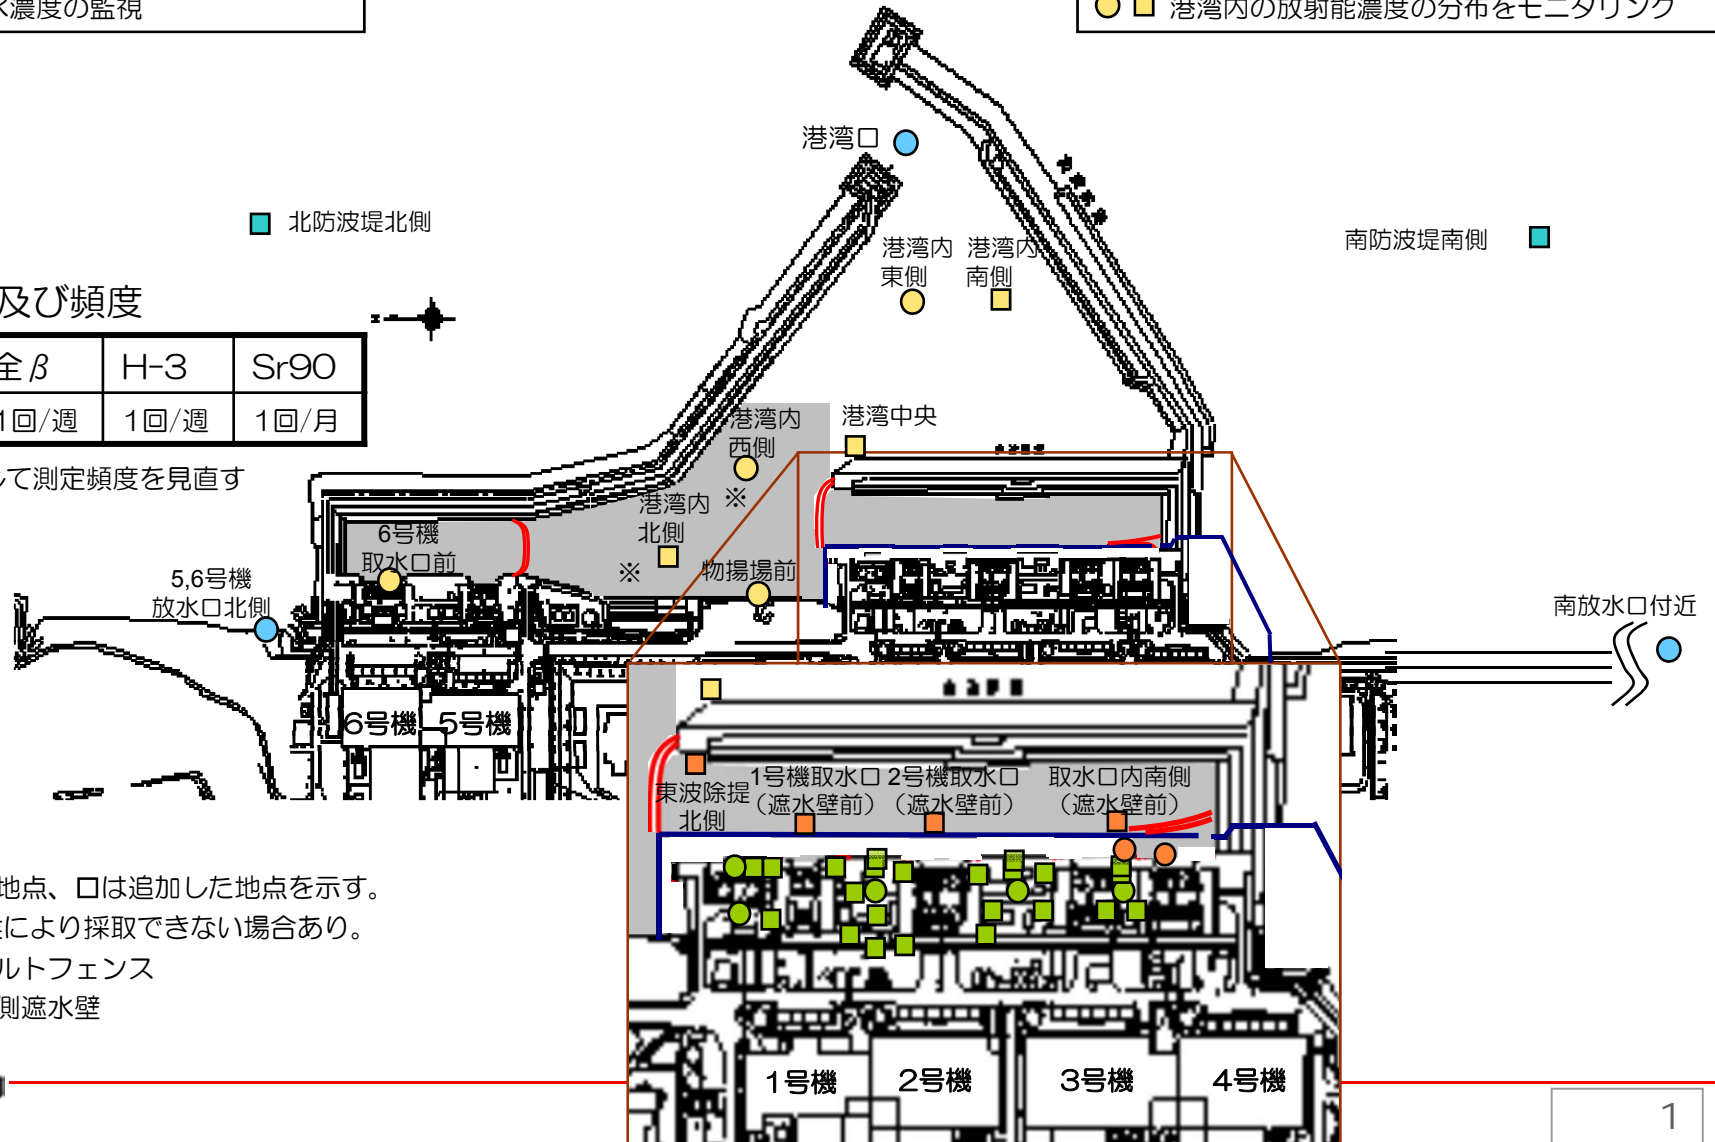 水濃度の監視
港湾内の放射能濃度の分布をモニタリング
港湾口
北防波堤北側
南防波堤南側
港湾内
東側
港湾内
南側
及び頻度
全β
H-3
Sr90
1回/週
1回/週
1回/月
て測定頻度を見直す
港湾内
西側
※
港湾中央
港湾内
北側
※
6号機
取水口前
物揚場前
5,6号機
放水口北側
南放水口付近
6号機
5号機
東波除堤
北側
1号機取水口
(遮水壁前)
2号機取水口
(遮水壁前)
取水口内南側
(遮水壁前)
地点、□は追加した地点を示す。
により採取できない場合あり。
ルトフェンス
側遮水壁
1号機
2号機
3号機
4号機
1